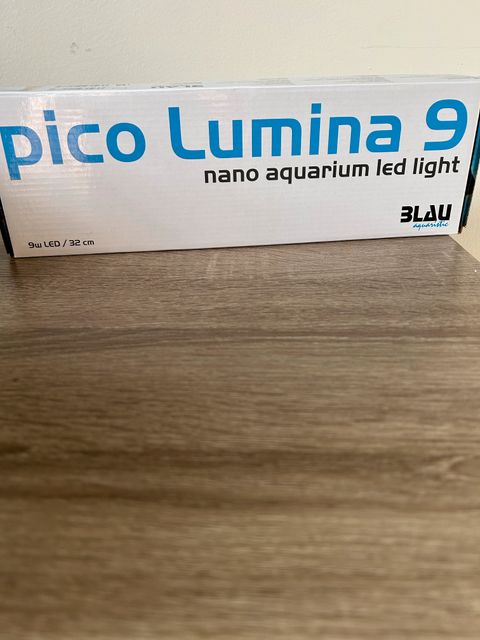 pico Lumina 9
nano aquarium led light
BLAU
aquaristic
9w LED / 32 cm